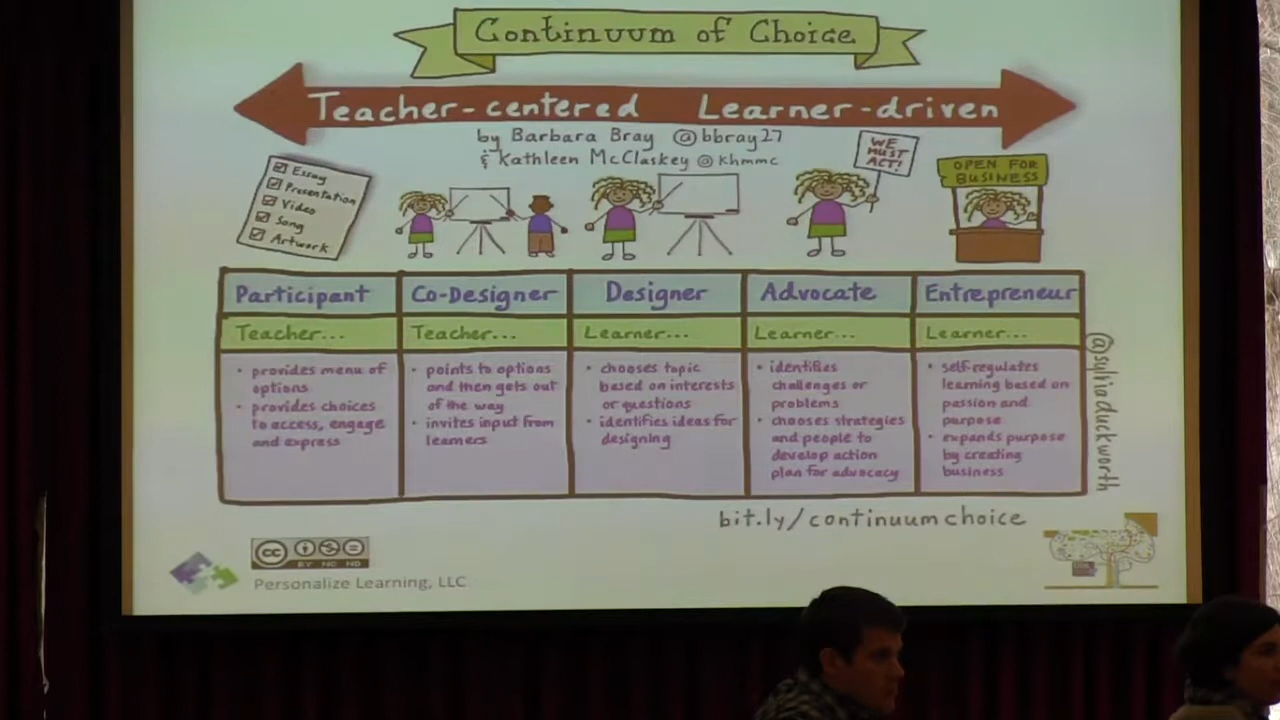 Continuum of Choice
Teacher-centered Learner-driven
by Barbara Bray @bbray27
& Kathleen McClaskey @khmmc
Essay
Presentation
Video
Song
Artwork
WE
MUST
ACT!
OPEN FOR
BUSINESS
Participant
Teacher...
• provides menu of
options
• provides choices
to access, engage
and express
Co-Designer
Teacher...
• points to options
and then gets out
of the way
• invites input from
learners
Designer
Learner...
• chooses topic
based on interests
or questions
• identifies ideas for
designing
Advocate
Learner...
• identifies
challenges or
problems
• chooses strategies
and people to
develop action
plan for advocacy
Entrepreneur
Learner...
• self-regulates
learning based on
passion and
purpose
• expands purpose
by creating
business
@sylviaduckworth
bit.ly/continuumchoice
cc
BY NC ND
Personalize Learning, LLC